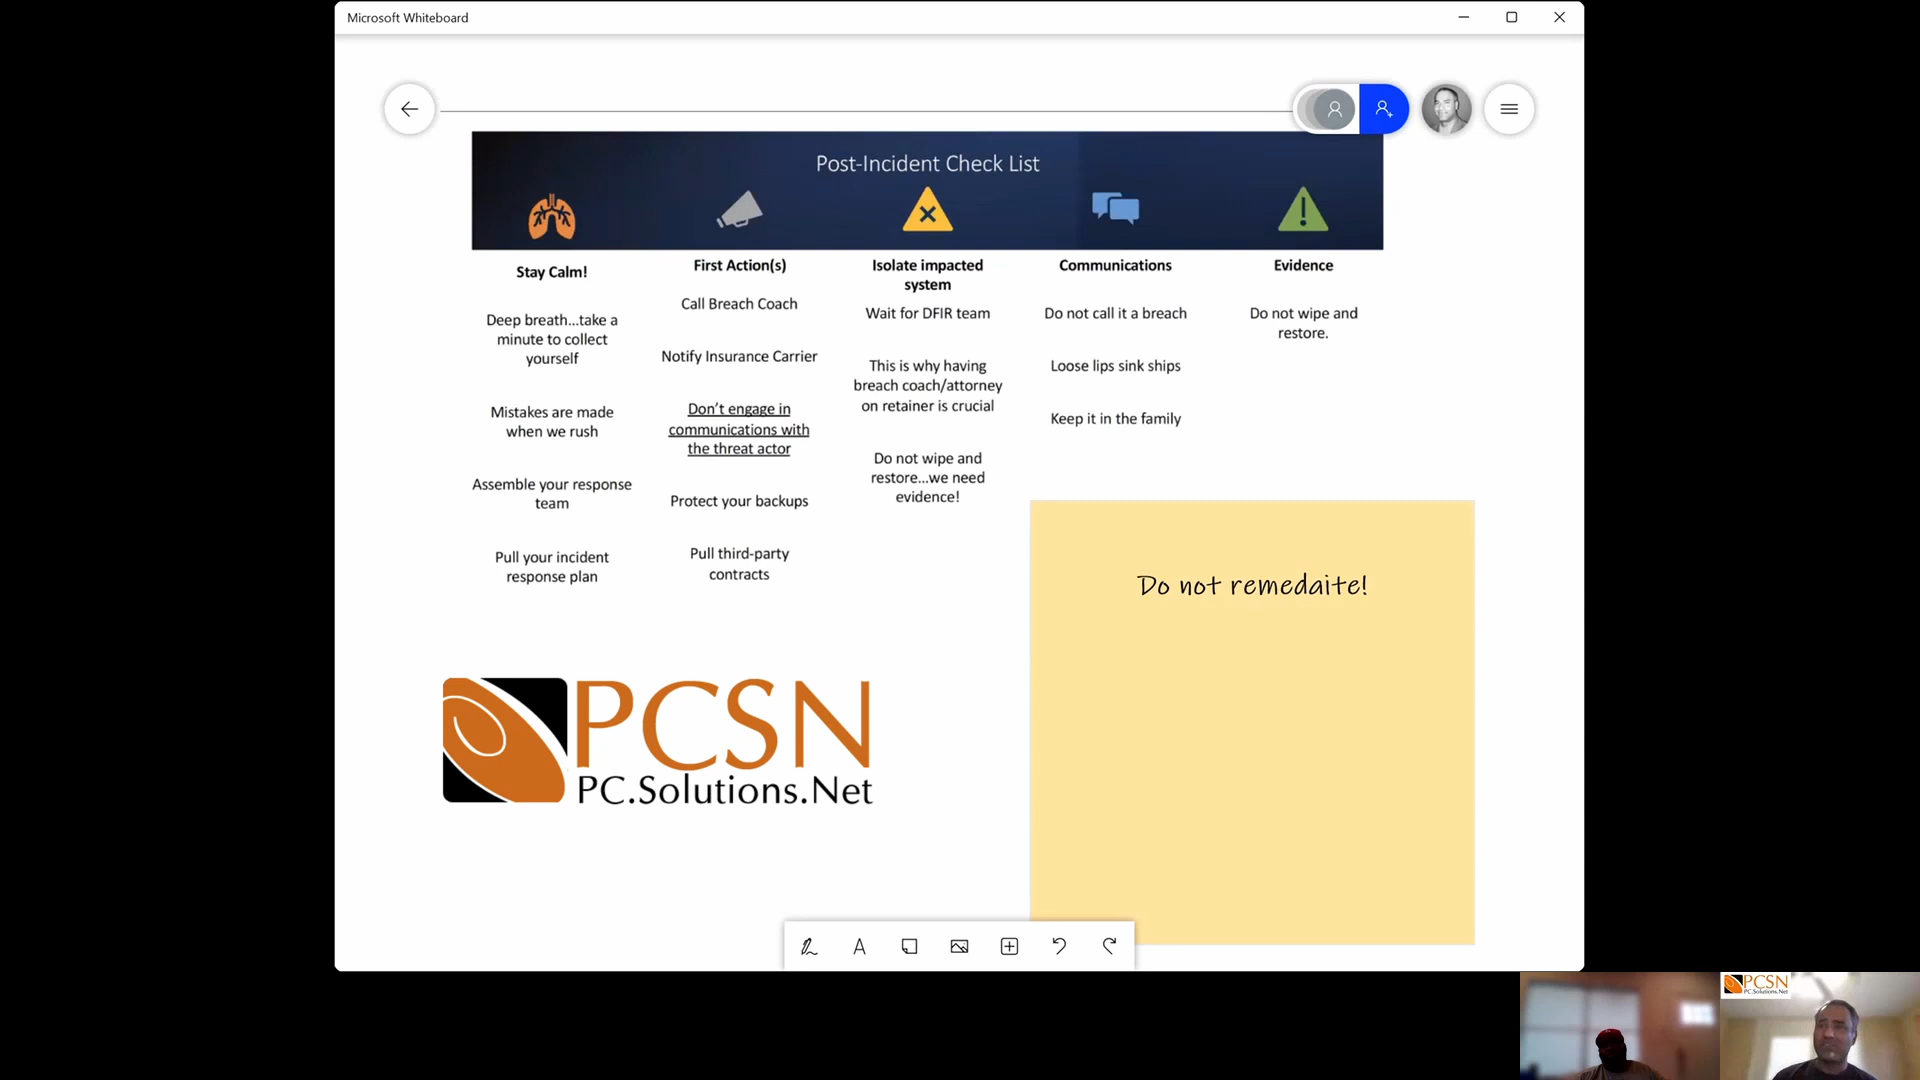 Microsoft Whiteboard
Post-Incident Check List
Stay Calm!
Deep breath...take a
minute to collect
yourself
Mistakes are made
when we rush
Assemble your response
team
Pull your incident
response plan
First Action(s)
Call Breach Coach
Notify Insurance Carrier
Don't engage in
communications with
the threat actor
Protect your backups
Pull third-party
contracts
Isolate impacted
system
Wait for DFIR team
This is why having
breach coach/attorney
on retainer is crucial
Do not wipe and
restore...we need
evidence!
Communications
Do not call it a breach
Loose lips sink ships
Keep it in the family
Evidence
Do not wipe and
restore.
Do not remedaite!
PCSN
PC.Solutions.Net
PCSN
PC.Solutions.Net